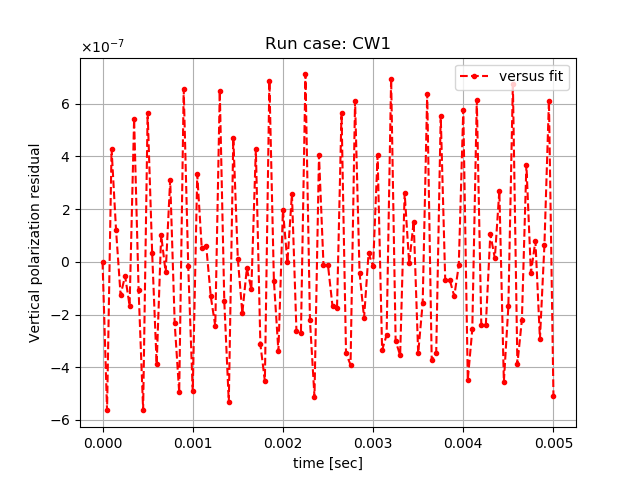 Run case: CW1
×10⁻⁷
versus fit
6
4
2
0
−2
−4
−6
Vertical polarization residual
0.000 0.001 0.002 0.003 0.004 0.005
time [sec]